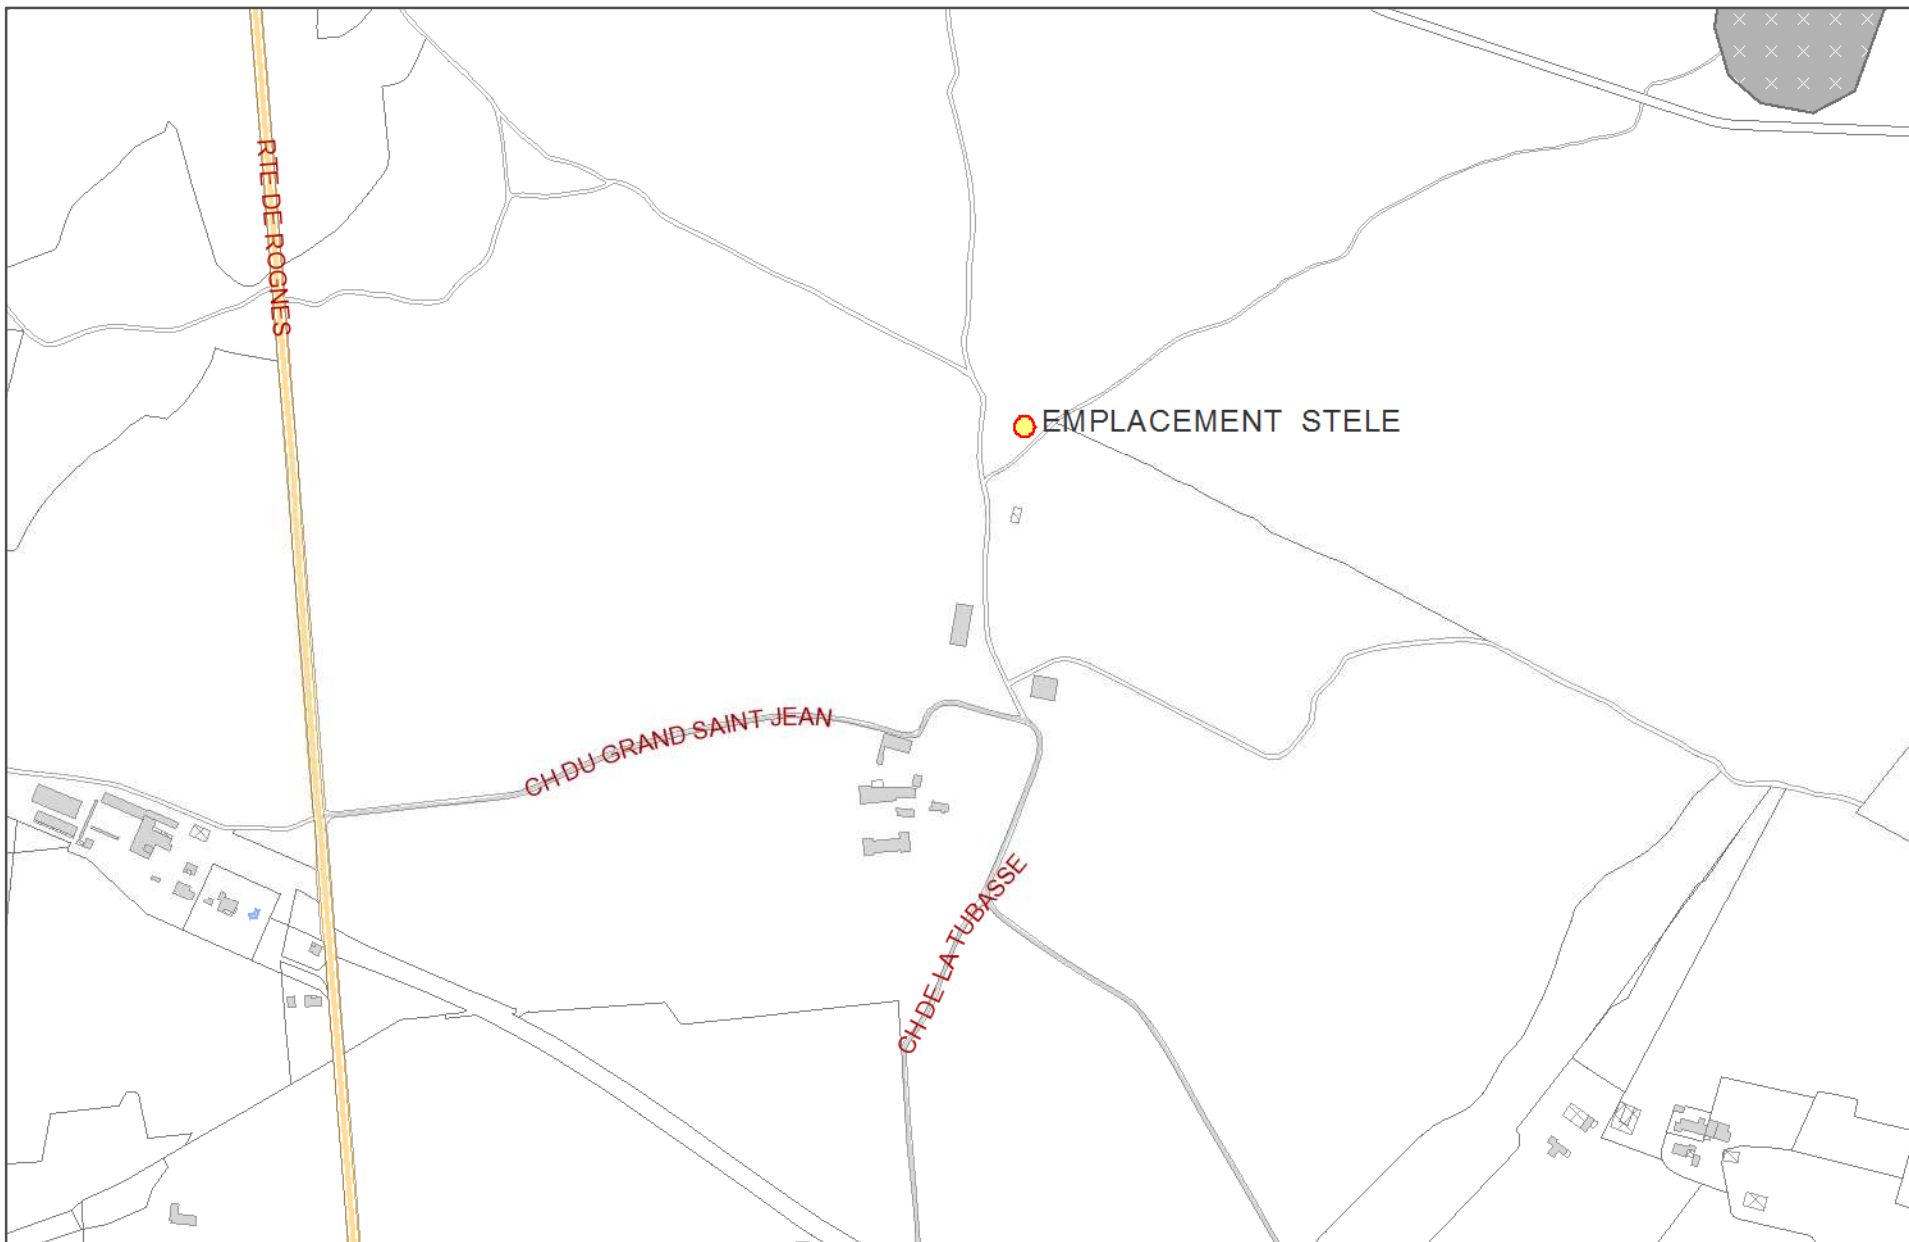 RTE DE ROGNES
EMPLACEMENT STELE
CH DU GRAND SAINT JEAN
CH DE LA TUBASSE